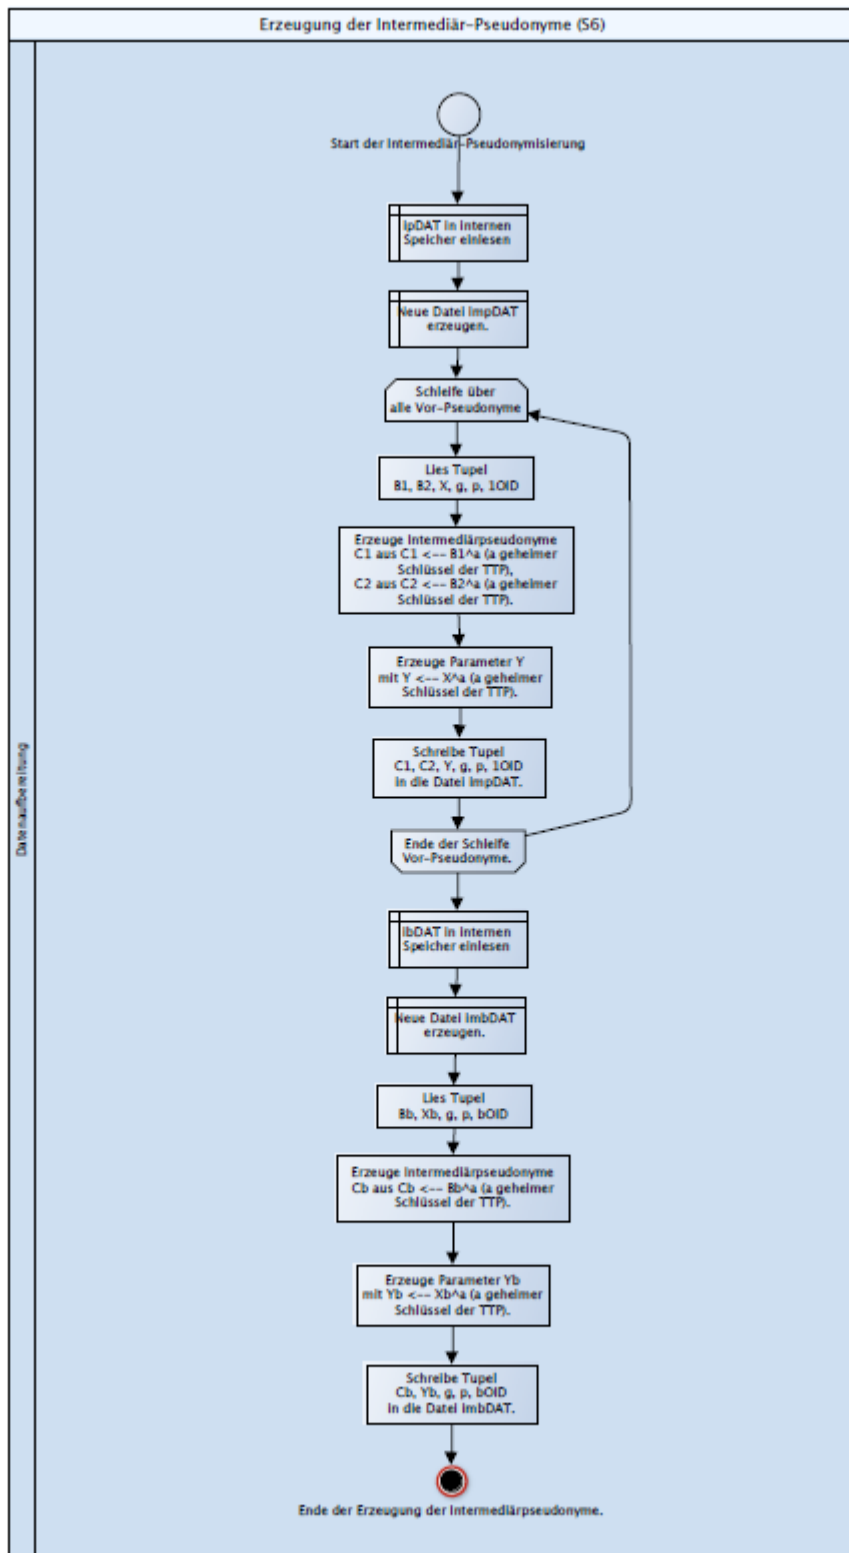 Erzeugung der Intermediär-Pseudonyme (S6)
Datenaufbereitung
Start der Intermediär-Pseudonymisierung
lpDAT in internen
Speicher einlesen
Neue Datei impDAT
erzeugen.
Schleife über
alle Vor-Pseudonyme
Lies Tupel
B1, B2, X, g, p, 1OID
Erzeuge Intermediärpseudonyme
C1 aus C1 <-- B1^a (a geheimer
Schlüssel der TTP),
C2 aus C2 <-- B2^a (a geheimer
Schlüssel der TTP).
Erzeuge Parameter Y
mit Y <-- X^a (a geheimer
Schlüssel der TTP).
Schreibe Tupel
C1, C2, Y, g, p, 1OID
in die Datei impDAT.
Ende der Schleife
Vor-Pseudonyme.
lbDAT in internen
Speicher einlesen
Neue Datei imbDAT
erzeugen.
Lies Tupel
Bb, Xb, g, p, bOID
Erzeuge Intermediärpseudonyme
Cb aus Cb <-- Bb^a (a geheimer
Schlüssel der TTP).
Erzeuge Parameter Yb
mit Yb <-- Xb^a (a geheimer
Schlüssel der TTP).
Schreibe Tupel
Cb, Yb, g, p, bOID
in die Datei imbDAT.
Ende der Erzeugung der Intermediärpseudonyme.